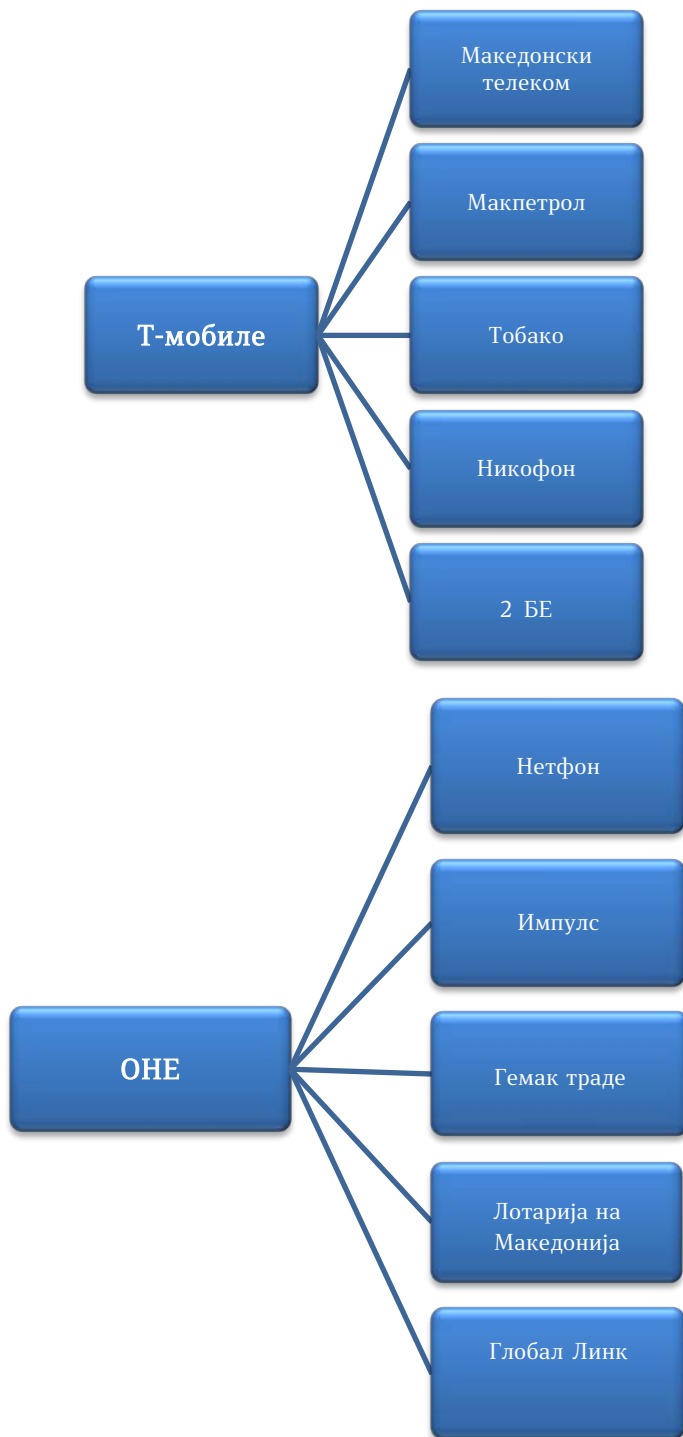 Македонски
телеком
Макпетрол
Т-мобиле
Тобако
Никофон
2 БЕ
Нетфон
Импулс
ОНЕ
Гемак траде
Лотарија на
Македонија
Глобал Линк